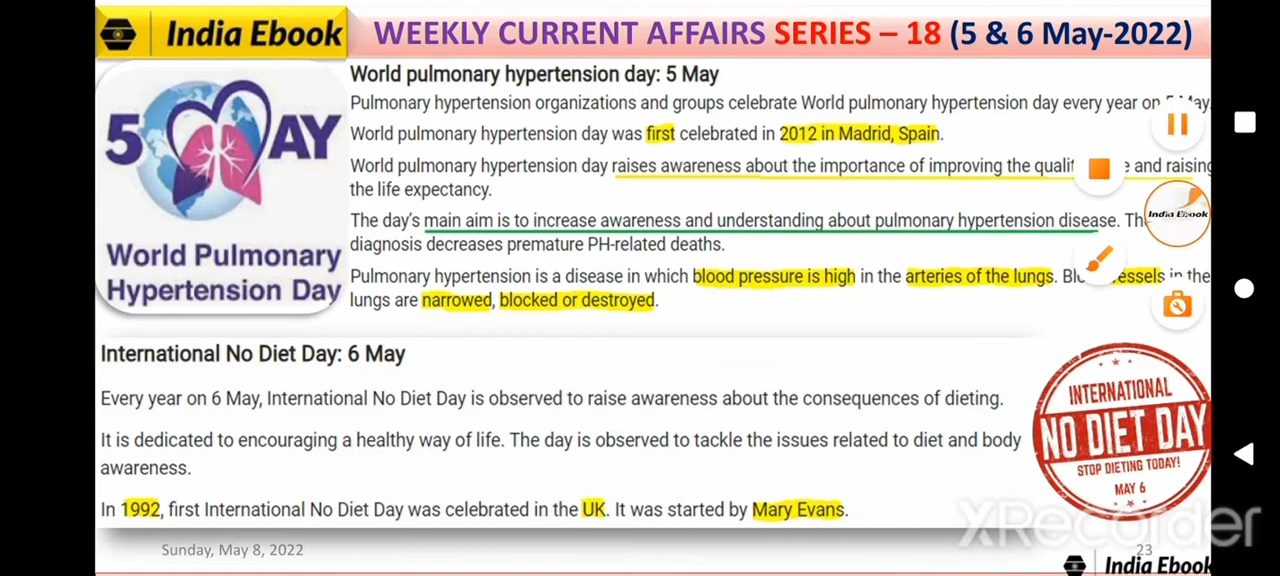 India Ebook
WEEKLY CURRENT AFFAIRS SERIES – 18 (5 & 6 May-2022)
5 MAY
World Pulmonary
Hypertension Day
World pulmonary hypertension day: 5 May
Pulmonary hypertension organizations and groups celebrate World pulmonary hypertension day every year on 5 May.
World pulmonary hypertension day was first celebrated in 2012 in Madrid, Spain.
World pulmonary hypertension day raises awareness about the importance of improving the and raising
the life expectancy.
The day's main aim is to increase awareness and understanding about pulmonary hypertension disease.
diagnosis decreases premature PH-related deaths.
Pulmonary hypertension is a disease in which blood pressure is high in the arteries of the lungs. in the
lungs are narrowed, blocked or destroyed.
India Ebook
International No Diet Day: 6 May
Every year on 6 May, International No Diet Day is observed to raise awareness about the consequences of dieting.
It is dedicated to encouraging a healthy way of life. The day is observed to tackle the issues related to diet and body
awareness.
In 1992, first International No Diet Day was celebrated in the UK. It was started by Mary Evans.
INTERNATIONAL
NO DIET DAY
STOP DIETING TODAY!
MAY 6
XRecorder
Sunday, May 8, 2022
23
India Ebook